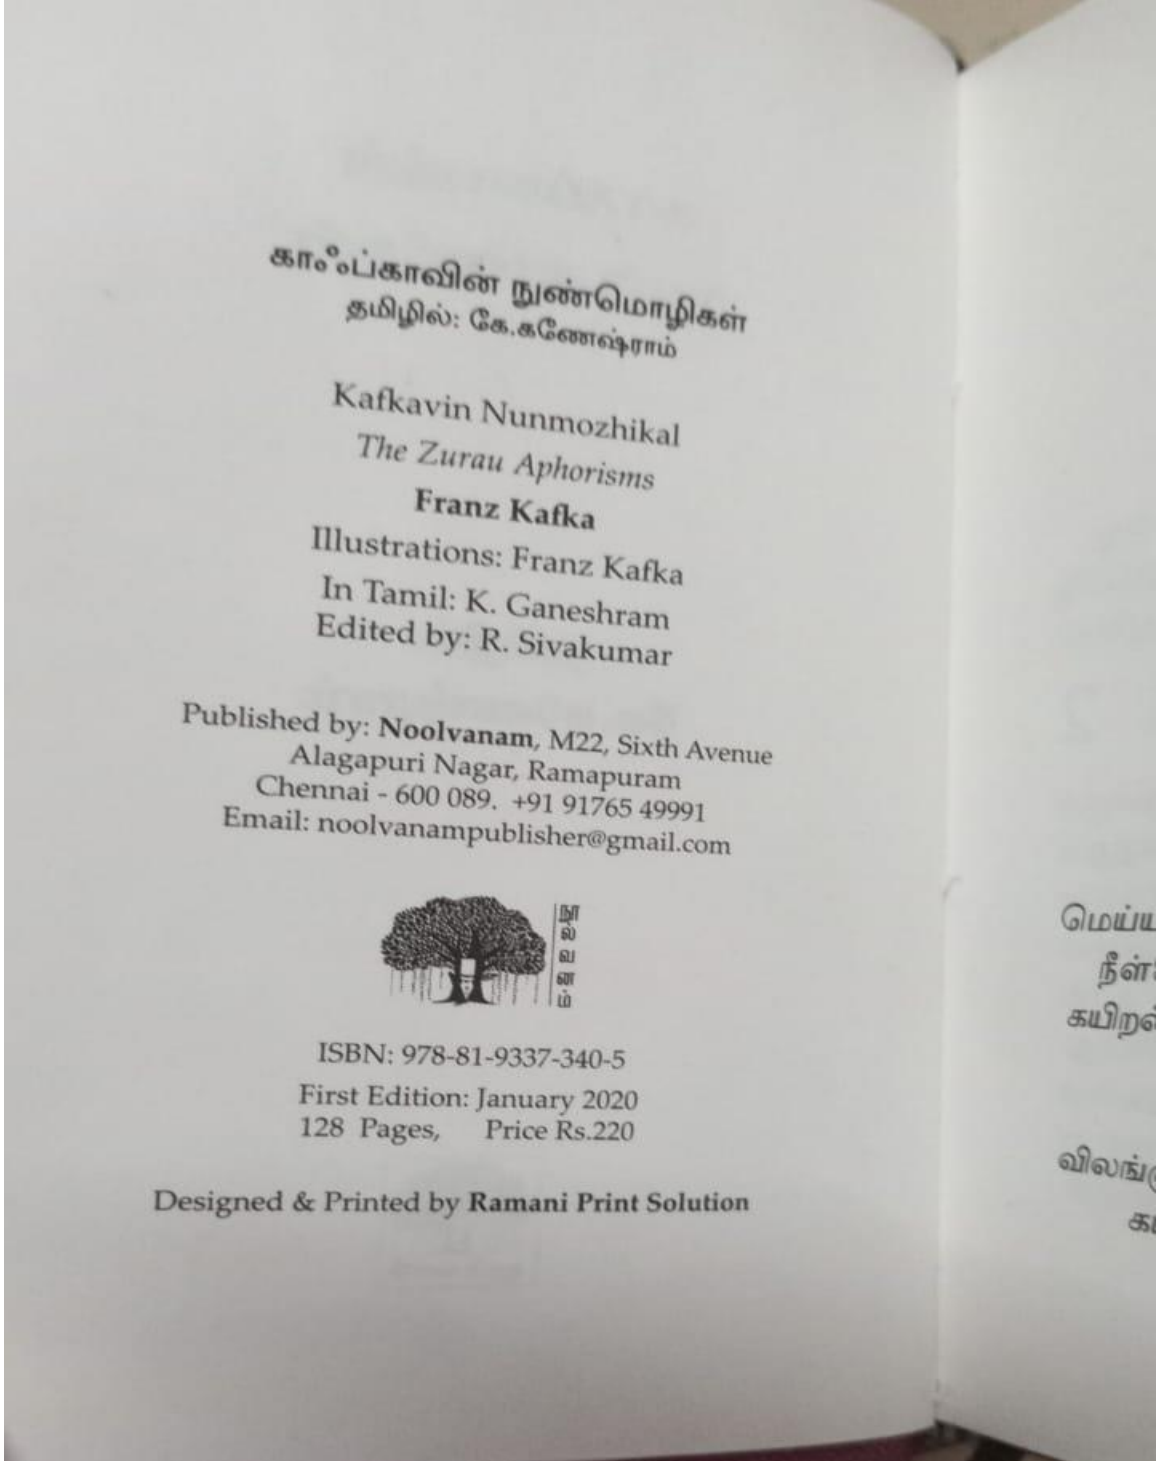 காஃப்காவின் நுண்மொழிகள்
தமிழில்: கே.கணேஷ்ராம்
Kafkavin Nunmozhikal
The Zurau Aphorisms
Franz Kafka
Illustrations: Franz Kafka
In Tamil: K. Ganeshram
Edited by: R. Sivakumar
Published by: Noolvanam, M22, Sixth Avenue
Alagapuri Nagar, Ramapuram
Chennai - 600 089. +91 91765 49991
Email: noolvanampublisher@gmail.com
நூல்வனம்
ISBN: 978-81-9337-340-5
First Edition: January 2020
128 Pages, Price Rs.220
Designed & Printed by Ramani Print Solution